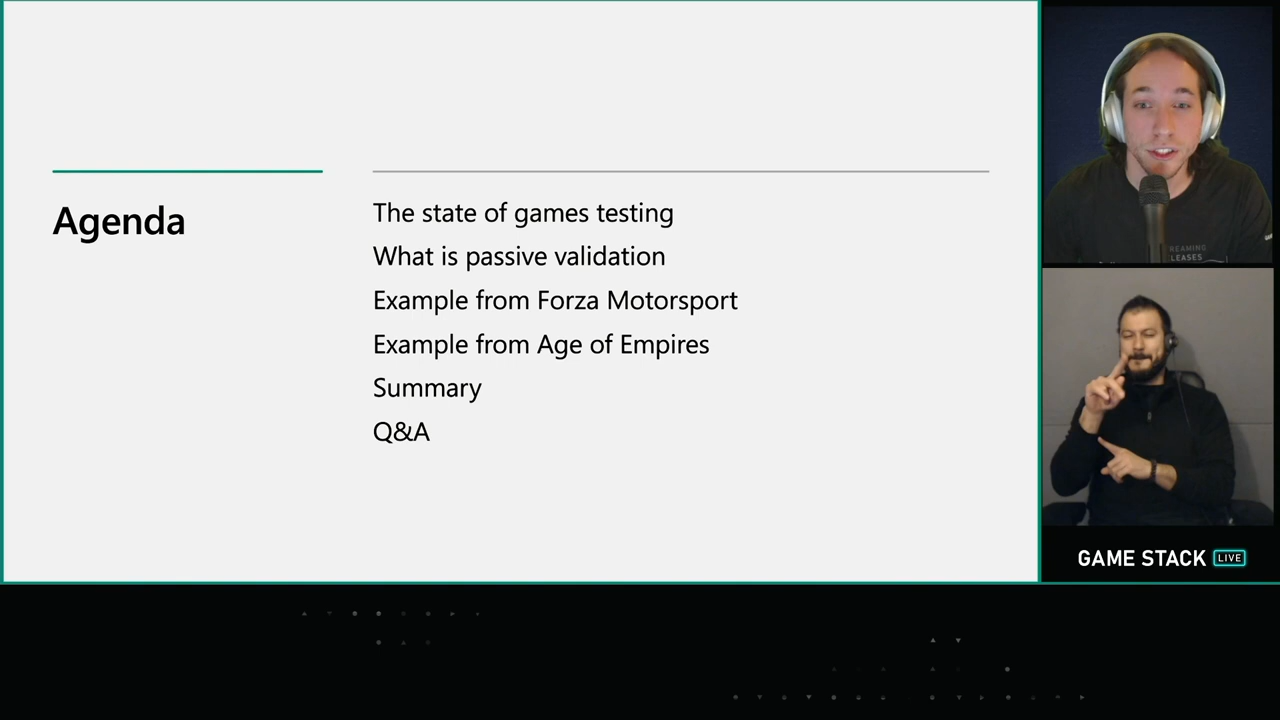 Agenda
The state of games testing
What is passive validation
Example from Forza Motorsport
Example from Age of Empires
Summary
Q&A
LEASES
GAME STACK LIVE